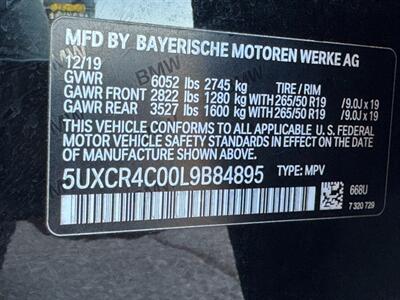 MFD BY BAYERISCHE MOTOREN WERKE AG
12/19
GVWR 6052 lbs 2745 kg TIRE / RIM
GAWR FRONT 2822 lbs 1280 kg WITH 265/50 R19 /9.0J x 19
GAWR REAR 3527 lbs 1600 kg WITH 265/50 R19 /9.0J x 19
THIS VEHICLE CONFORMS TO ALL APPLICABLE U.S. FEDERAL
MOTOR VEHICLE SAFETY STANDARDS IN EFFECT ON THE
DATE OF MANUFACTURE SHOWN ABOVE.
5UXCR4C00L9B84895 TYPE: MPV
668U
7 320 729